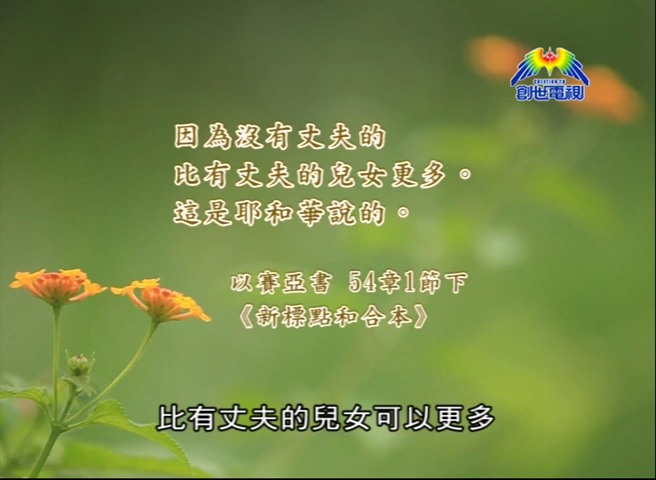 CREATION TV
創世電視
因為沒有丈夫的
比有丈夫的兒女更多。
這是耶和華說的。
以賽亞書 54章1節下
《新標點和合本》
比有丈夫的兒女可以更多